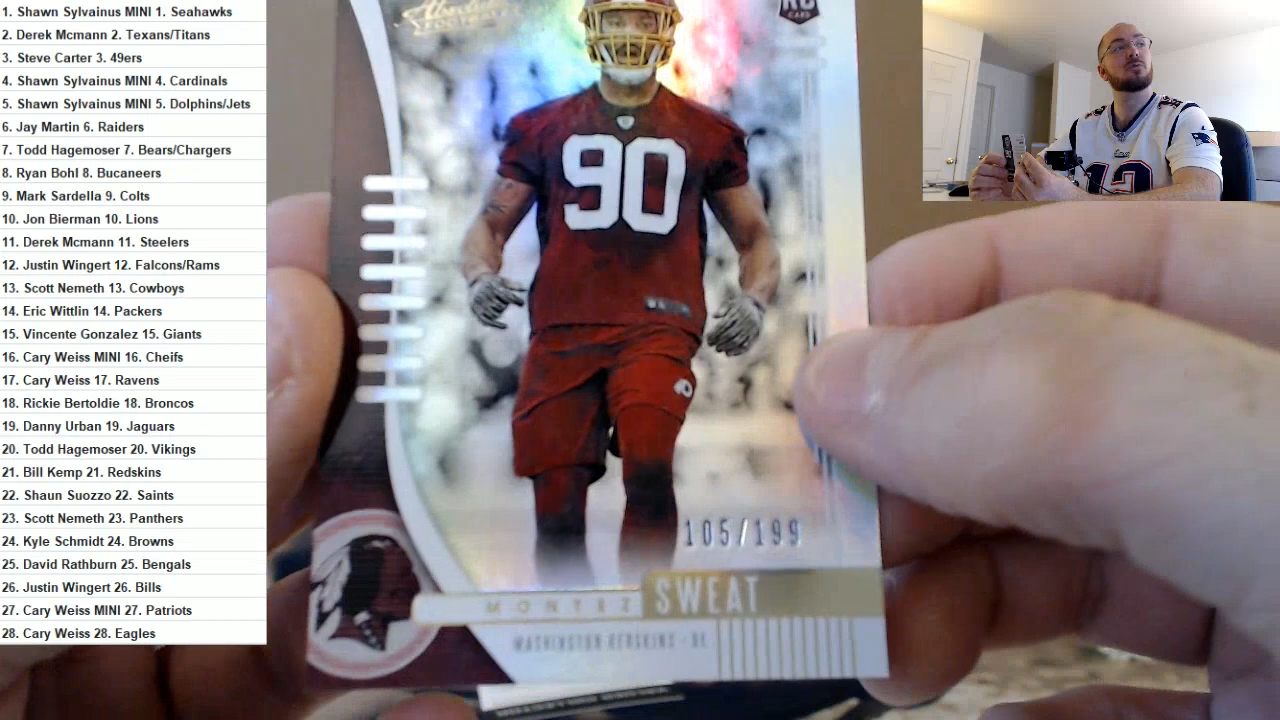 1. Shawn Sylvainus MINI 1. Seahawks
2. Derek Mcmann 2. Texans/Titans
3. Steve Carter 3. 49ers
4. Shawn Sylvainus MINI 4. Cardinals
5. Shawn Sylvainus MINI 5. Dolphins/Jets
6. Jay Martin 6. Raiders
7. Todd Hagemoser 7. Bears/Chargers
8. Ryan Bohl 8. Bucaneers
9. Mark Sardella 9. Colts
10. Jon Bierman 10. Lions
11. Derek Mcmann 11. Steelers
12. Justin Wingert 12. Falcons/Rams
13. Scott Nemeth 13. Cowboys
14. Eric Wittlin 14. Packers
15. Vincente Gonzalez 15. Giants
16. Cary Weiss MINI 16. Cheifs
17. Cary Weiss 17. Ravens
18. Rickie Bertoldie 18. Broncos
19. Danny Urban 19. Jaguars
20. Todd Hagemoser 20. Vikings
21. Bill Kemp 21. Redskins
22. Shaun Suozzo 22. Saints
23. Scott Nemeth 23. Panthers
24. Kyle Schmidt 24. Browns
25. David Rathburn 25. Bengals
26. Justin Wingert 26. Bills
27. Cary Weiss MINI 27. Patriots
28. Cary Weiss 28. Eagles
Absolute
RC
CARD
90
105/199
MONTEZ SWEAT
WASHINGTON REDSKINS - DE
12